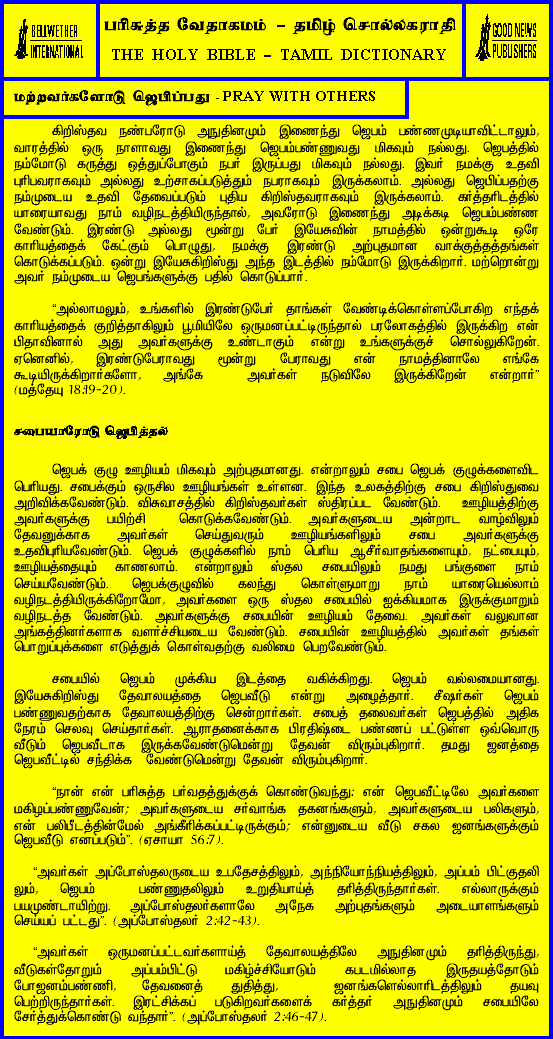 BELLWETHER
INTERNATIONAL
பரிசுத்த வேதாகமம் – தமிழ் சொல்லகராதி
THE HOLY BIBLE – TAMIL DICTIONARY
GOOD NEWS
PUBLISHERS
மற்றவர்களோடு ஜெபிப்பது - PRAY WITH OTHERS
கிறிஸ்தவ நண்பரோடு அநுதினமும் இணைந்து ஜெபம் பண்ணமுடியாவிட்டாலும்,
வாரத்தில் ஒரு நாளாவது இணைந்து ஜெபம்பண்ணுவது மிகவும் நல்லது. ஜெபத்தில்
நம்மோடு கருத்து ஒத்துப்போகும் நபர் இருப்பது மிகவும் நல்லது. இவர் நமக்கு உதவி
புரிபவராகவும் அல்லது உற்சாகப்படுத்தும் நபராகவும் இருக்கலாம். அல்லது ஜெபிப்பதற்கு
நம்முடைய உதவி தேவைப்படும் புதிய கிறிஸ்தவராகவும் இருக்கலாம். கர்த்தரிடத்தில்
யாரையாவது நாம் வழிநடத்தியிருந்தால், அவரோடு இணைந்து அடிக்கடி ஜெபம்பண்ண
வேண்டும். இரண்டு அல்லது மூன்று பேர் இயேசுவின் நாமத்தில் ஒன்றுகூடி ஒரே
காரியத்தைக் கேட்கும் பொழுது, நமக்கு இரண்டு அற்புதமான வாக்குத்தத்தங்கள்
கொடுக்கப்படும். ஒன்று இயேசுகிறிஸ்து அந்த இடத்தில் நம்மோடு இருக்கிறார். மற்றொன்று
அவர் நம்முடைய ஜெபங்களுக்கு பதில் கொடுப்பார்.
“அல்லாமலும், உங்களில் இரண்டுபேர் தாங்கள் வேண்டிக்கொள்ளப்போகிற எந்தக்
காரியத்தைக் குறித்தாகிலும் பூமியிலே ஒருமனப்பட்டிருந்தால் பரலோகத்தில் இருக்கிற என்
பிதாவினால் அது அவர்களுக்கு உண்டாகும் என்று உங்களுக்குச் சொல்லுகிறேன்.
ஏனெனில், இரண்டுபேராவது மூன்று பேராவது என் நாமத்தினாலே எங்கே
கூடியிருக்கிறார்களோ, அங்கே அவர்கள் நடுவிலே இருக்கிறேன் என்றார்”
(மத்தேயு 18:19-20).
சபையாரோடு ஜெபித்தல்
ஜெபக் குழு ஊழியம் மிகவும் அற்புதமானது. என்றாலும் சபை ஜெபக் குழுக்களைவிட
பெரியது. சபைக்கும் ஒருசில ஊழியங்கள் உள்ளன. இந்த உலகத்திற்கு சபை கிறிஸ்துவை
அறிவிக்கவேண்டும். விசுவாசத்தில் கிறிஸ்தவர்கள் ஸ்திரப்பட வேண்டும். ஊழியத்திற்கு
அவர்களுக்கு பயிற்சி கொடுக்கவேண்டும். அவர்களுடைய அன்றாட வாழ்விலும்
தேவனுக்காக அவர்கள் செய்துவரும் ஊழியங்களிலும் சபை அவர்களுக்கு
உதவிபுரியவேண்டும். ஜெபக் குழுக்களில் நாம் பெரிய ஆசீர்வாதங்களையும், நட்பையும்,
ஊழியத்தையும் காணலாம். என்றாலும் ஸ்தல சபையிலும் நமது பங்குளை நாம்
செய்யவேண்டும். ஜெபக்குழுவில் கலந்து கொள்ளுமாறு நாம் யாரையெல்லாம்
வழிநடத்தியிருக்கிறோமோ, அவர்களை ஒரு ஸ்தல சபையில் ஐக்கியமாக இருக்குமாறும்
வழிநடத்த வேண்டும். அவர்களுக்கு சபையின் ஊழியம் தேவை. அவர்கள் வலுவான
அங்கத்தினர்களாக வளர்ச்சியடைய வேண்டும். சபையின் ஊழியத்தில் அவர்கள் தங்கள்
பொறுப்புக்களை எடுத்துக் கொள்வதற்கு வலிமை பெறவேண்டும்.
சபையில் ஜெபம் முக்கிய இடத்தை வகிக்கிறது. ஜெபம் வல்லமையானது.
இயேசுகிறிஸ்து தேவாலயத்தை ஜெபவீடு என்று அழைத்தார். சீஷர்கள் ஜெபம்
பண்ணுவதற்காக தேவாலயத்திற்கு சென்றார்கள். சபைத் தலைவர்கள் ஜெபத்தில் அதிக
நேரம் செலவு செய்தார்கள். ஆராதனைக்காக பிரதிஷ்டை பண்ணப் பட்டுள்ள ஒவ்வொரு
வீடும் ஜெபவீடாக இருக்கவேண்டுமென்று தேவன் விரும்புகிறார். தமது ஜனத்தை
ஜெபவீட்டில் சந்திக்க வேண்டுமென்று தேவன் விரும்புகிறார்.
“நான் என் பரிசுத்த பர்வதத்துக்குக் கொண்டுவந்து: என் ஜெபவீட்டிலே அவர்களை
மகிழப்பண்ணுவேன்; அவர்களுடைய சர்வாங்க தகனங்களும், அவர்களுடைய பலிகளும்,
என் பலிபீடத்தின்மேல் அங்கீரிக்கப்பட்டிருக்கும்; என்னுடைய வீடு சகல ஜனங்களுக்கும்
ஜெபவீடு எனப்படும்”. (ஏசாயா 56:7).
“அவர்கள் அப்போஸ்தலருடைய உபதேசத்திலும், அந்நியோந்நியத்திலும், அப்பம் பிட்குதலி
லும், ஜெபம் பண்ணுதலிலும் உறுதியாய்த் தரித்திருந்தார்கள். எல்லாருக்கும்
பயமுண்டாயிற்று. அப்போஸ்தலர்களாலே அநேக அற்புதங்களும் அடையாளங்களும்
செய்யப் பட்டது”. (அப்போஸ்தலர் 2:42-43).
“அவர்கள் ஒருமனப்பட்டவர்களாய்த் தேவாலயத்திலே அநுதினமும் தரித்திருந்து,
வீடுகள்தோறும் அப்பம்பிட்டு மகிழ்ச்சியோடும் கபடமில்லாத இருதயத்தோடும்
போஜனம்பண்ணி, தேவனைத் துதித்து, ஜனங்களெல்லாரிடத்திலும் தயவு
பெற்றிருந்தார்கள். இரட்சிக்கப் படுகிறவர்களைக் கர்த்தர் அநுதினமும் சபையிலே
சேர்த்துக்கொண்டு வந்தார்”. (அப்போஸ்தலர் 2:46-47).